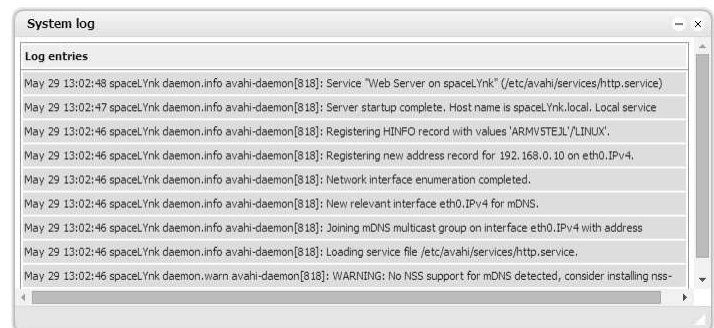 System log
Log entries
May 29 13:02:48 spaceLYnk daemon.info avahi-daemon[818]: Service "Web Server on spaceLYnk" (/etc/avahi/services/http.service)
May 29 13:02:47 spaceLYnk daemon.info avahi-daemon[818]: Server startup complete. Host name is spaceLYnk.local. Local service
May 29 13:02:46 spaceLYnk daemon.info avahi-daemon[818]: Registering HINFO record with values 'ARMV5TEJL'/'LINUX'.
May 29 13:02:46 spaceLYnk daemon.info avahi-daemon[818]: Registering new address record for 192.168.0.10 on eth0.IPv4.
May 29 13:02:46 spaceLYnk daemon.info avahi-daemon[818]: Network interface enumeration completed.
May 29 13:02:46 spaceLYnk daemon.info avahi-daemon[818]: New relevant interface eth0.IPv4 for mDNS.
May 29 13:02:46 spaceLYnk daemon.info avahi-daemon[818]: Joining mDNS multicast group on interface eth0.IPv4 with address
May 29 13:02:46 spaceLYnk daemon.info avahi-daemon[818]: Loading service file /etc/avahi/services/http.service.
May 29 13:02:46 spaceLYnk daemon.warn avahi-daemon[818]: WARNING: No NSS support for mDNS detected, consider installing nss-